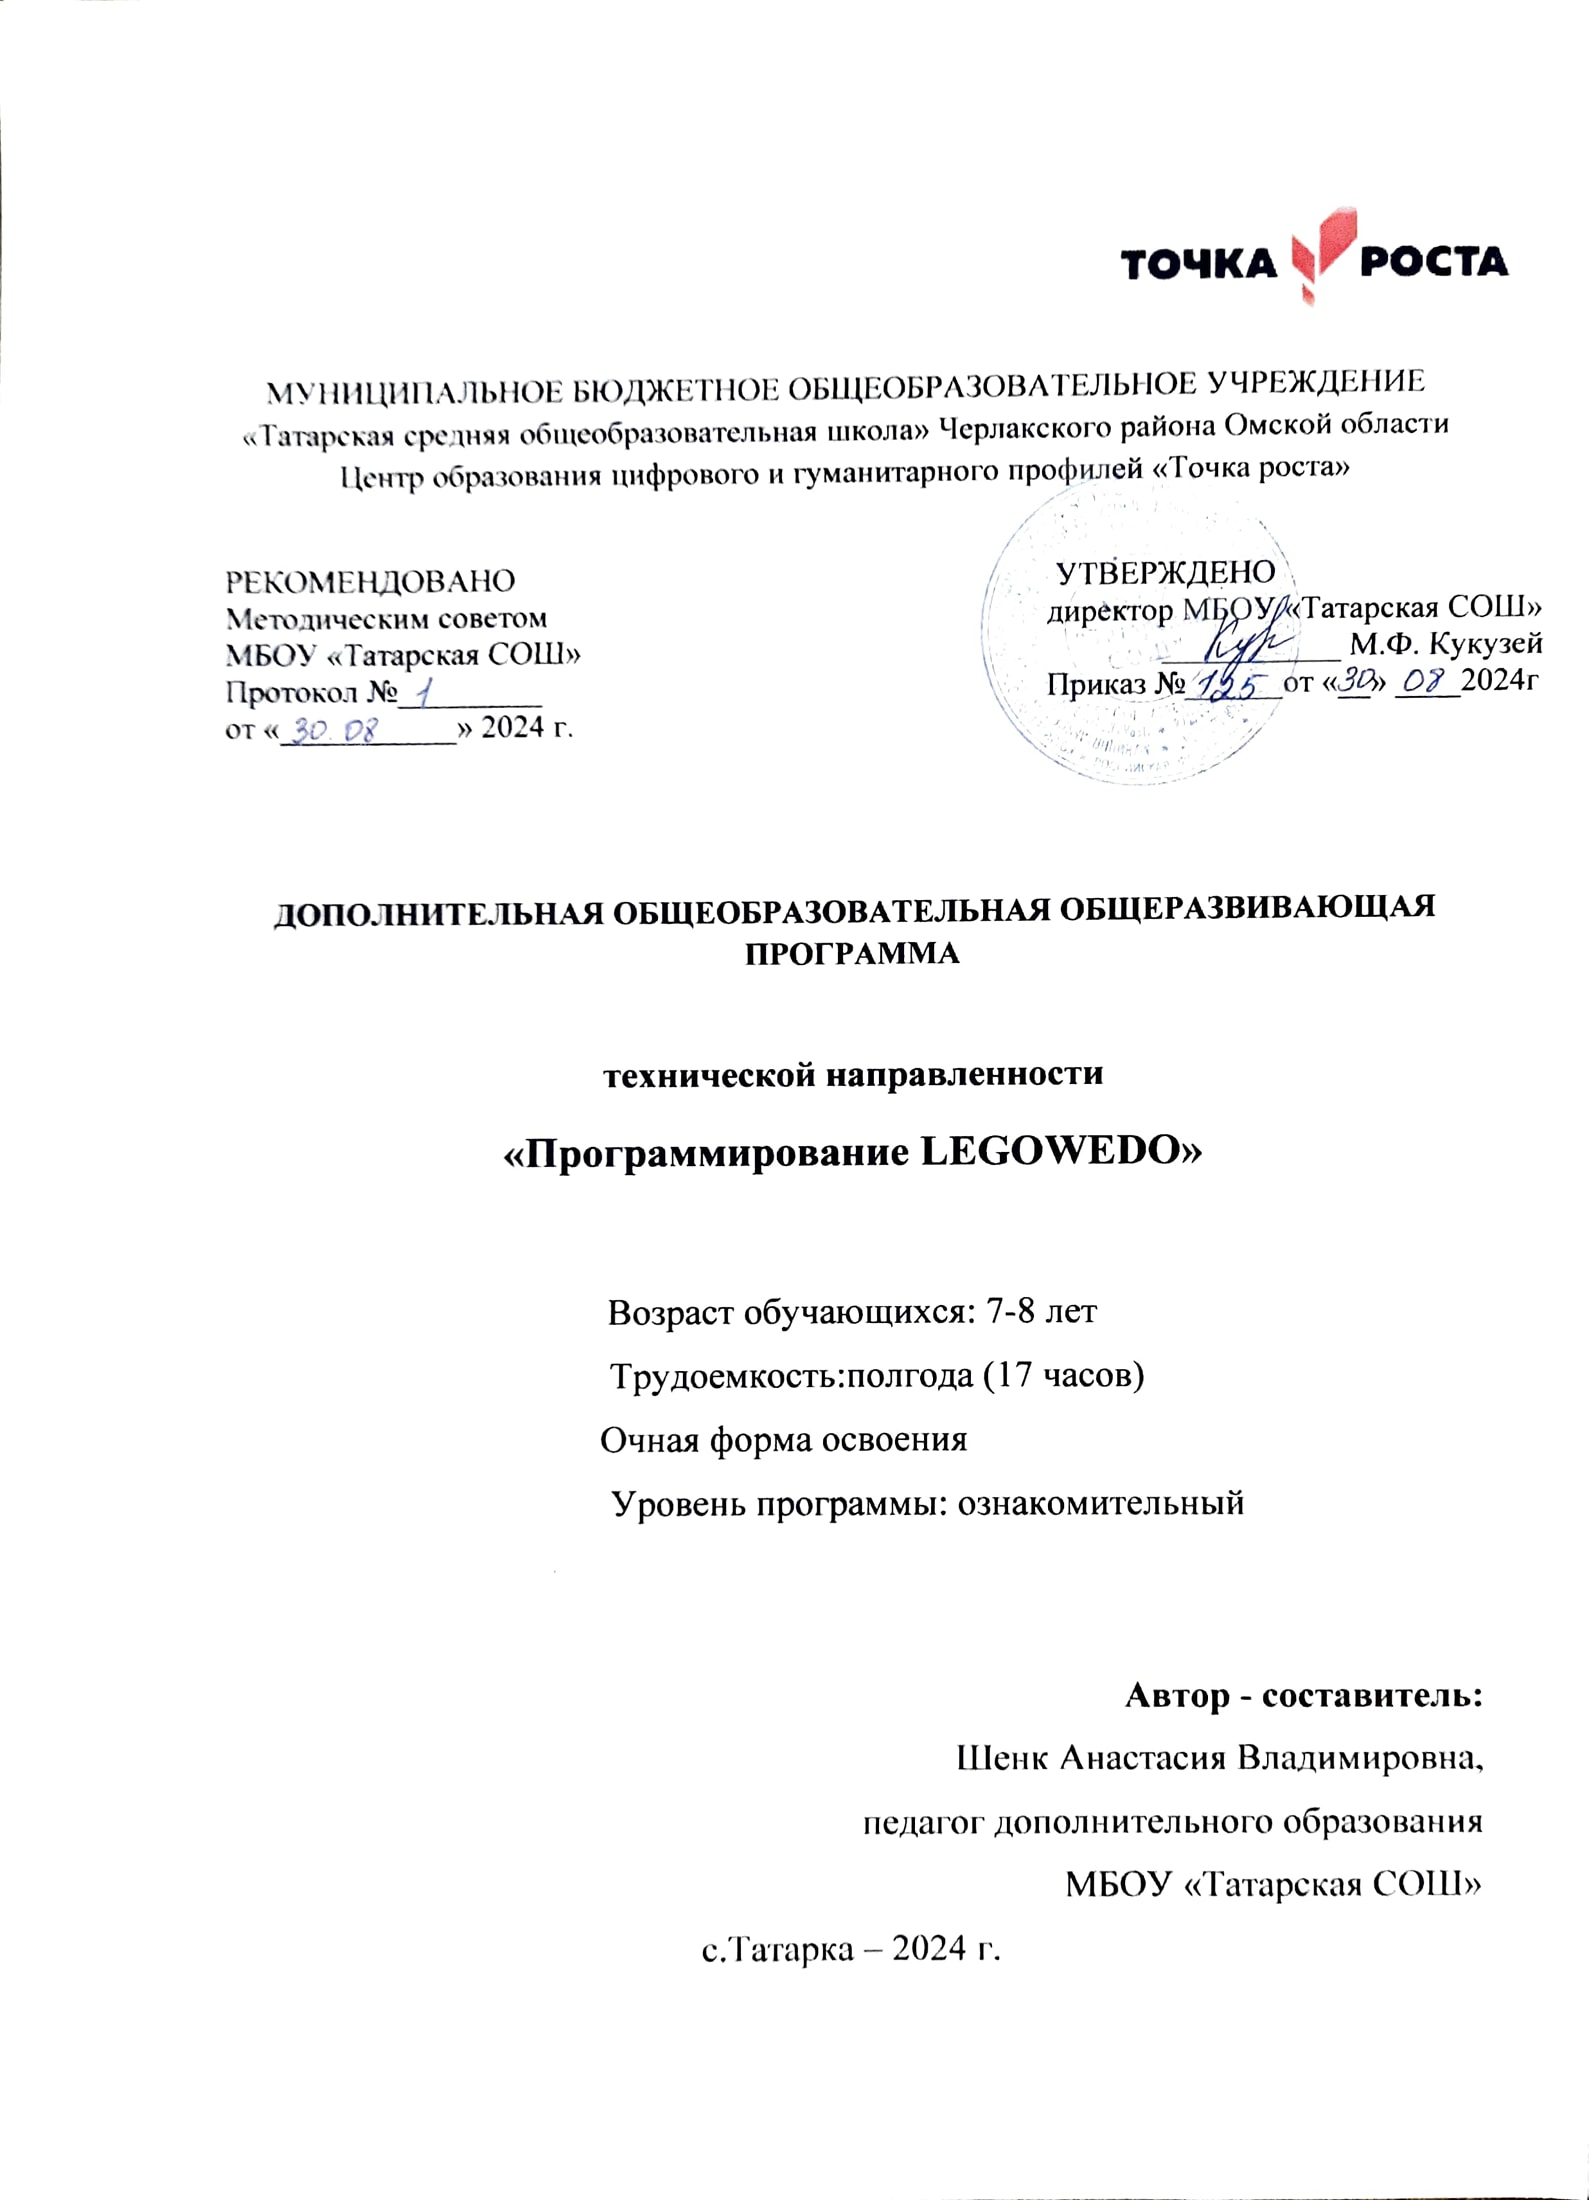 ТОЧКА РОСТА
МУНИЦИПАЛЬНОЕ БЮДЖЕТНОЕ ОБЩЕОБРАЗОВАТЕЛЬНОЕ УЧРЕЖДЕНИЕ
«Татарская средняя общеобразовательная школа» Черлакского района Омской области
Центр образования цифрового и гуманитарного профилей «Точка роста»
РЕКОМЕНДОВАНО
Методическим советом
МБОУ «Татарская СОШ»
Протокол № 1
от « 30. 08 » 2024 г.
УТВЕРЖДЕНО
директор МБОУ «Татарская СОШ»
М.Ф. Кукузей
Приказ № 125 от «30» 08 2024г
ДОПОЛНИТЕЛЬНАЯ ОБЩЕОБРАЗОВАТЕЛЬНАЯ ОБЩЕРАЗВИВАЮЩАЯ
ПРОГРАММА
технической направленности
«Программирование LEGOWEDO»
Возраст обучающихся: 7-8 лет
Трудоемкость:полгода (17 часов)
Очная форма освоения
Уровень программы: ознакомительный
Автор - составитель:
Шенк Анастасия Владимировна,
педагог дополнительного образования
МБОУ «Татарская СОШ»
с.Татарка – 2024 г.